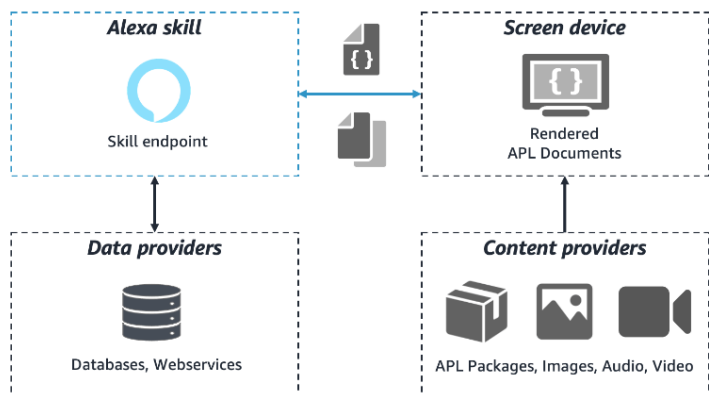 Alexa skill
Skill endpoint
{ }
Screen device
{ }
Rendered
APL Documents
Data providers
Databases, Webservices
Content providers
APL Packages, Images, Audio, Video